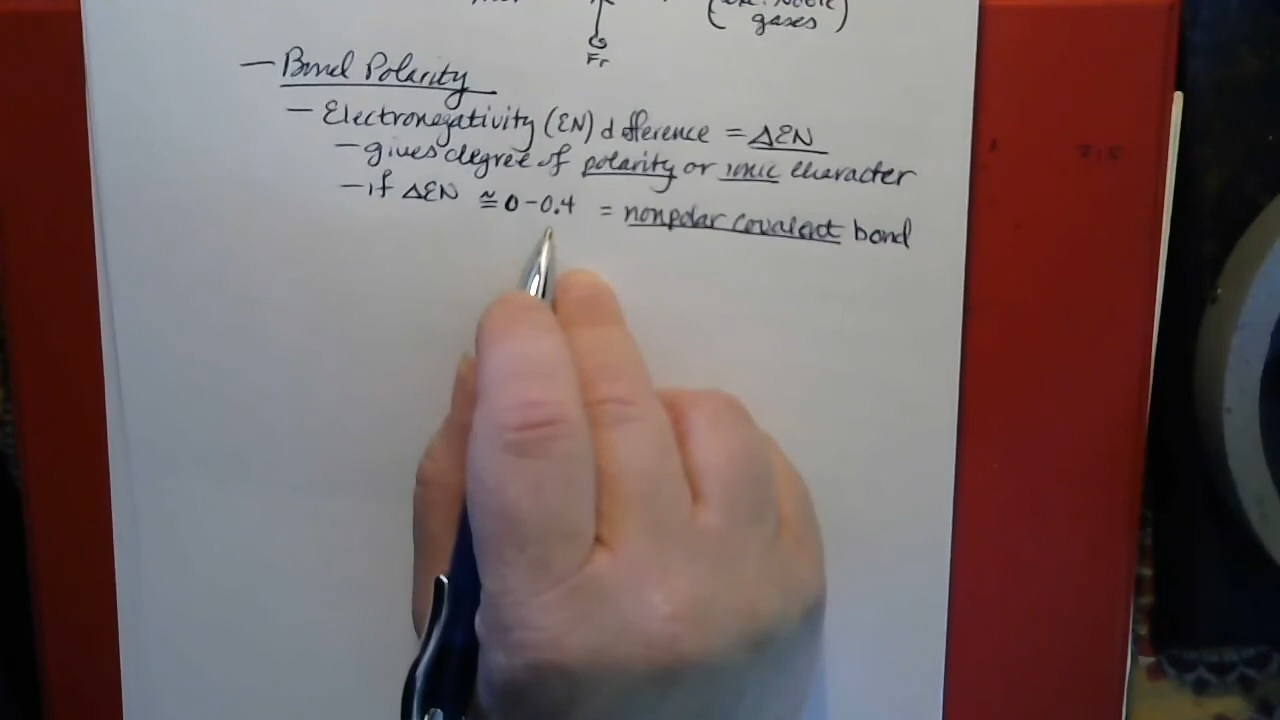 gases)
Fr
— Bond Polarity
— Electronegativity (EN) difference = ΔEN
— gives degree of polarity or ionic character
— if ΔEN ≅ 0 - 0.4 = nonpolar covalent bond